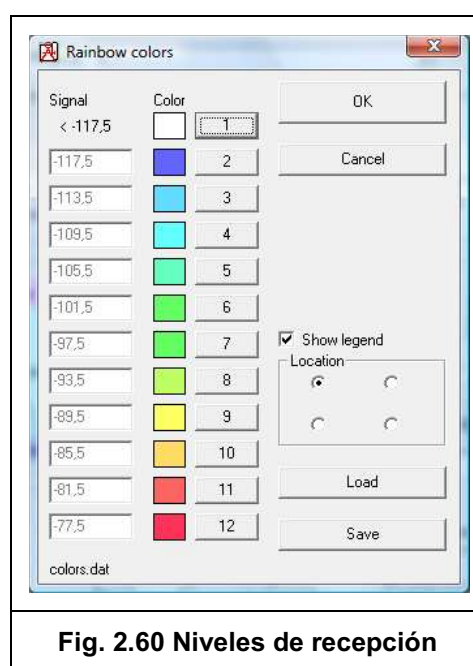 Rainbow colors
Signal Color
< -117,5 1 OK
-117,5 2 Cancel
-113,5 3
-109,5 4
-105,5 5
-101,5 6
-97,5 7 Show legend
Location
-93,5 8
-89,5 9
-85,5 10
-81,5 11 Load
-77,5 12 Save
colors.dat
Fig. 2.60 Niveles de recepción